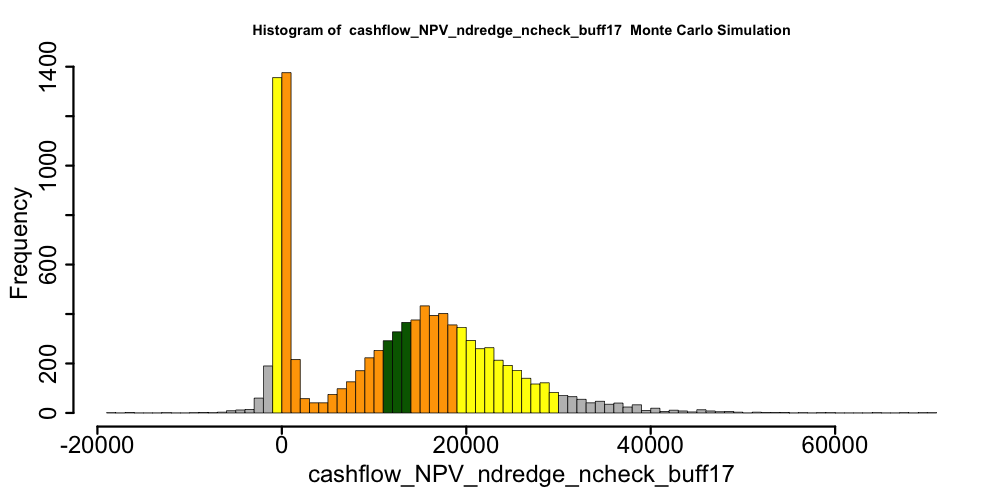 Histogram of  cashflow_NPV_ndredge_ncheck_buff17  Monte Carlo Simulation
Frequency
1400
1000
600
200
0
-20000 0 20000 40000 60000
cashflow_NPV_ndredge_ncheck_buff17